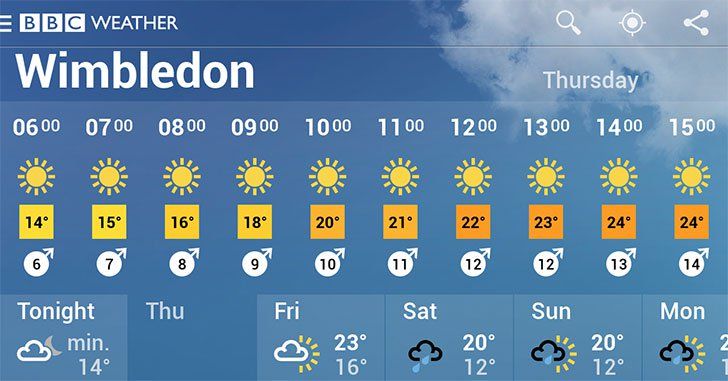 BBC WEATHER
Wimbledon
Thursday
06 00 07 00 08 00 09 00 10 00 11 00 12 00 13 00 14 00 15 00
14° 15° 16° 18° 20° 21° 22° 23° 24° 24°
6 7 8 9 10 11 12 12 13 14
Tonight Thu Fri Sat Sun Mon
min. 23° 20° 20° 2
14° 16° 12° 12°